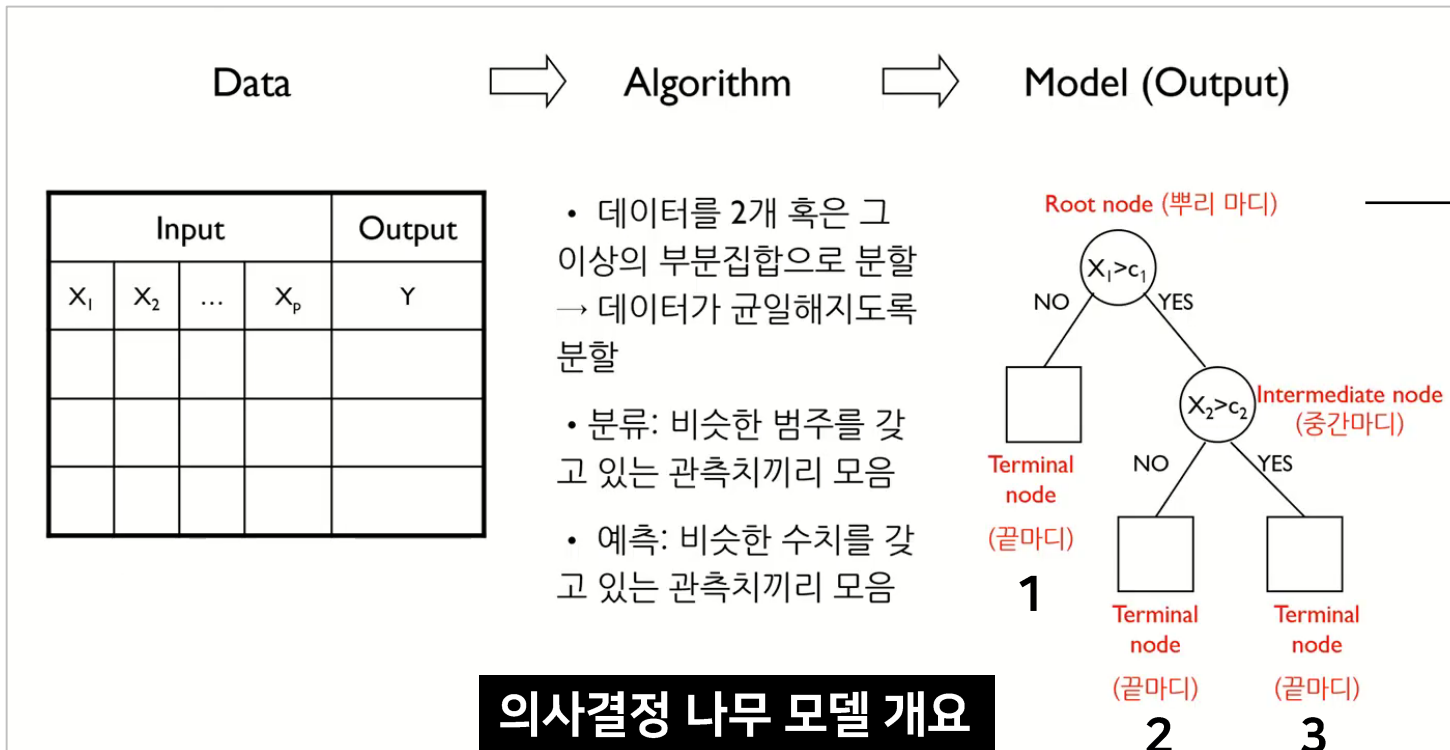 Data
Algorithm
Model (Output)
Input
Output
X₁
X₂
...
Xₚ
Y
• 데이터를 2개 혹은 그
이상의 부분집합으로 분할
→ 데이터가 균일해지도록
분할
• 분류: 비슷한 범주를 갖
고 있는 관측치끼리 모음
• 예측: 비슷한 수치를 갖
고 있는 관측치끼리 모음
Root node (뿌리 마디)
X₁>c₁
NO
YES
X₂>c₂
Intermediate node
(중간마디)
Terminal
node
(끝마디)
1
NO
YES
Terminal
node
(끝마디)
2
Terminal
node
(끝마디)
3
의사결정 나무 모델 개요